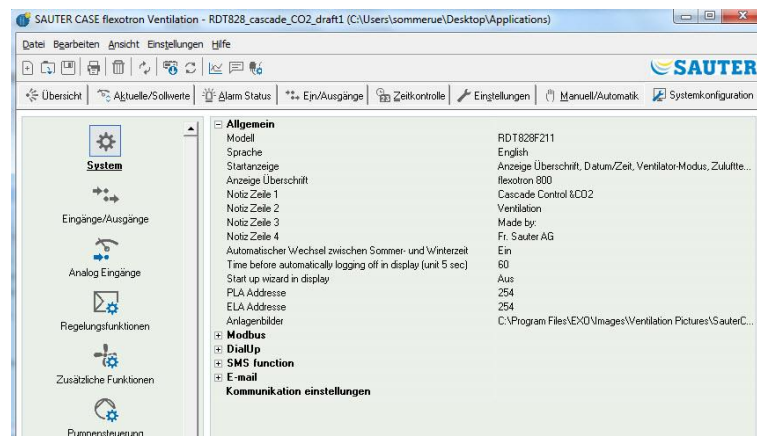 SAUTER CASE flexotron Ventilation - RDT828_cascade_CO2_draft1 (C:\Users\sommerue\Desktop\Applications)
Datei Bearbeiten Ansicht Einstellungen Hilfe
SAUTER
Übersicht Aktuelle/Sollwerte Alarm Status Ein/Ausgänge Zeitkontrolle Einstellungen Manuell/Automatik Systemkonfiguration
System
Eingänge/Ausgänge
Analog Eingänge
Regelungsfunktionen
Zusätzliche Funktionen
Pumpensteuerung
Allgemein
Modell RDT828F211
Sprache English
Startanzeige Anzeige Überschrift, Datum/Zeit, Ventilator-Modus, Zulufte...
Anzeige Überschrift flexotron 800
Notiz Zeile 1 Cascade Control &CO2
Notiz Zeile 2 Ventilation
Notiz Zeile 3 Made by:
Notiz Zeile 4 Fr. Sauter AG
Automatischer Wechsel zwischen Sommer- und Winterzeit Ein
Time before automatically logging off in display (unit 5 sec) 60
Start up wizard in display Aus
PLA Addresse 254
ELA Addresse 254
Anlagenbilder C:\Program Files\EXO\Images\Ventilation Pictures\SauterC...
Modbus
DialUp
SMS function
E-mail
Kommunikation einstellungen